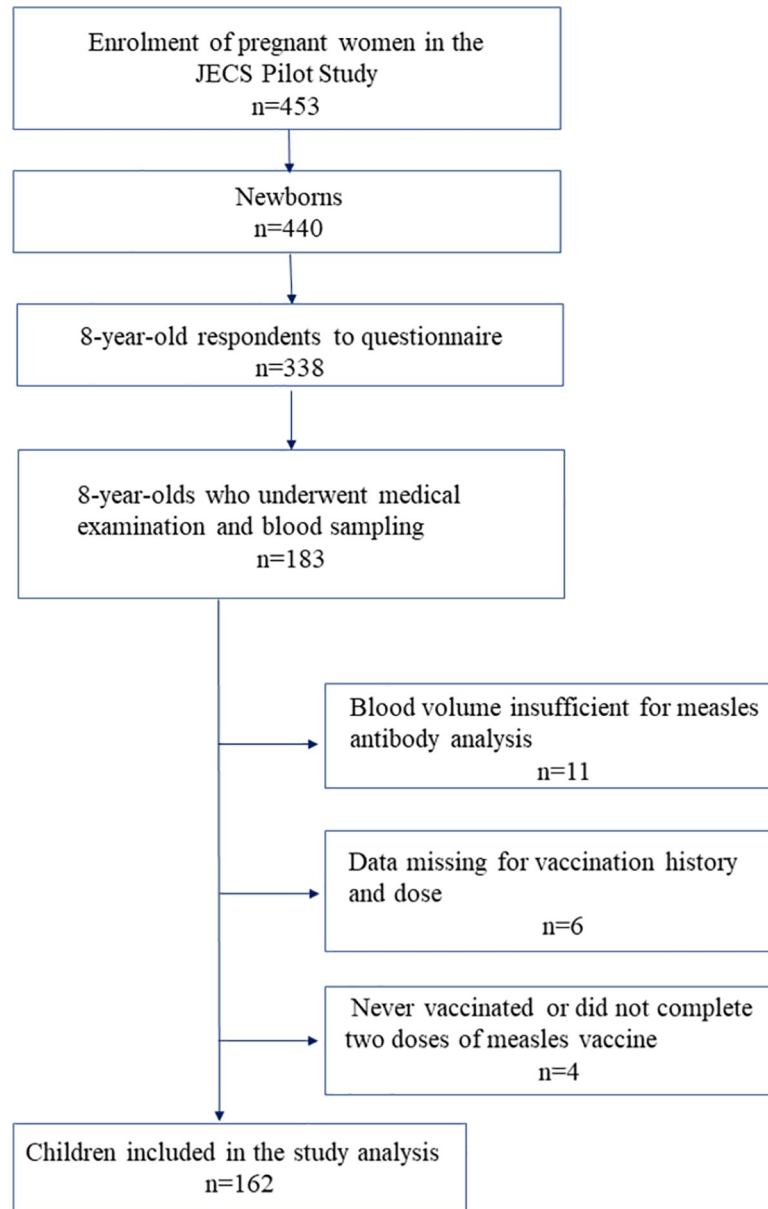 Enrolment of pregnant women in the
JECS Pilot Study
n=453
Newborns
n=440
8-year-old respondents to questionnaire
n=338
8-year-olds who underwent medical
examination and blood sampling
n=183
Blood volume insufficient for measles
antibody analysis
n=11
Data missing for vaccination history
and dose
n=6
Never vaccinated or did not complete
two doses of measles vaccine
n=4
Children included in the study analysis
n=162